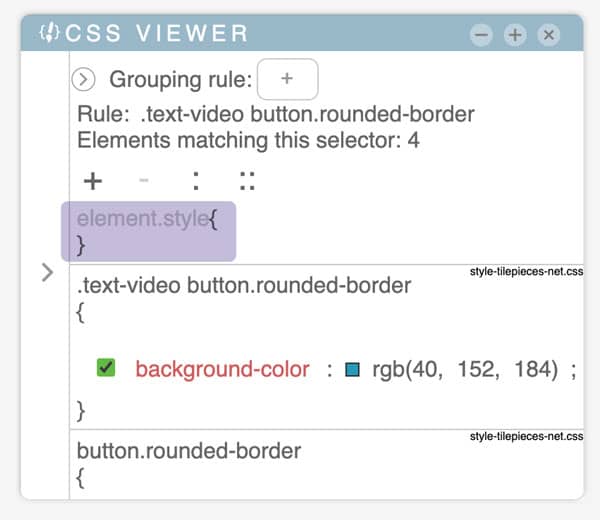 {}CSS VIEWER
Grouping rule: +
Rule: .text-video button.rounded-border
Elements matching this selector: 4
+ - : ::
element.style{
}
style-tilepieces-net.css
.text-video button.rounded-border
{
background-color : rgb(40, 152, 184) ;
}
style-tilepieces-net.css
button.rounded-border
{